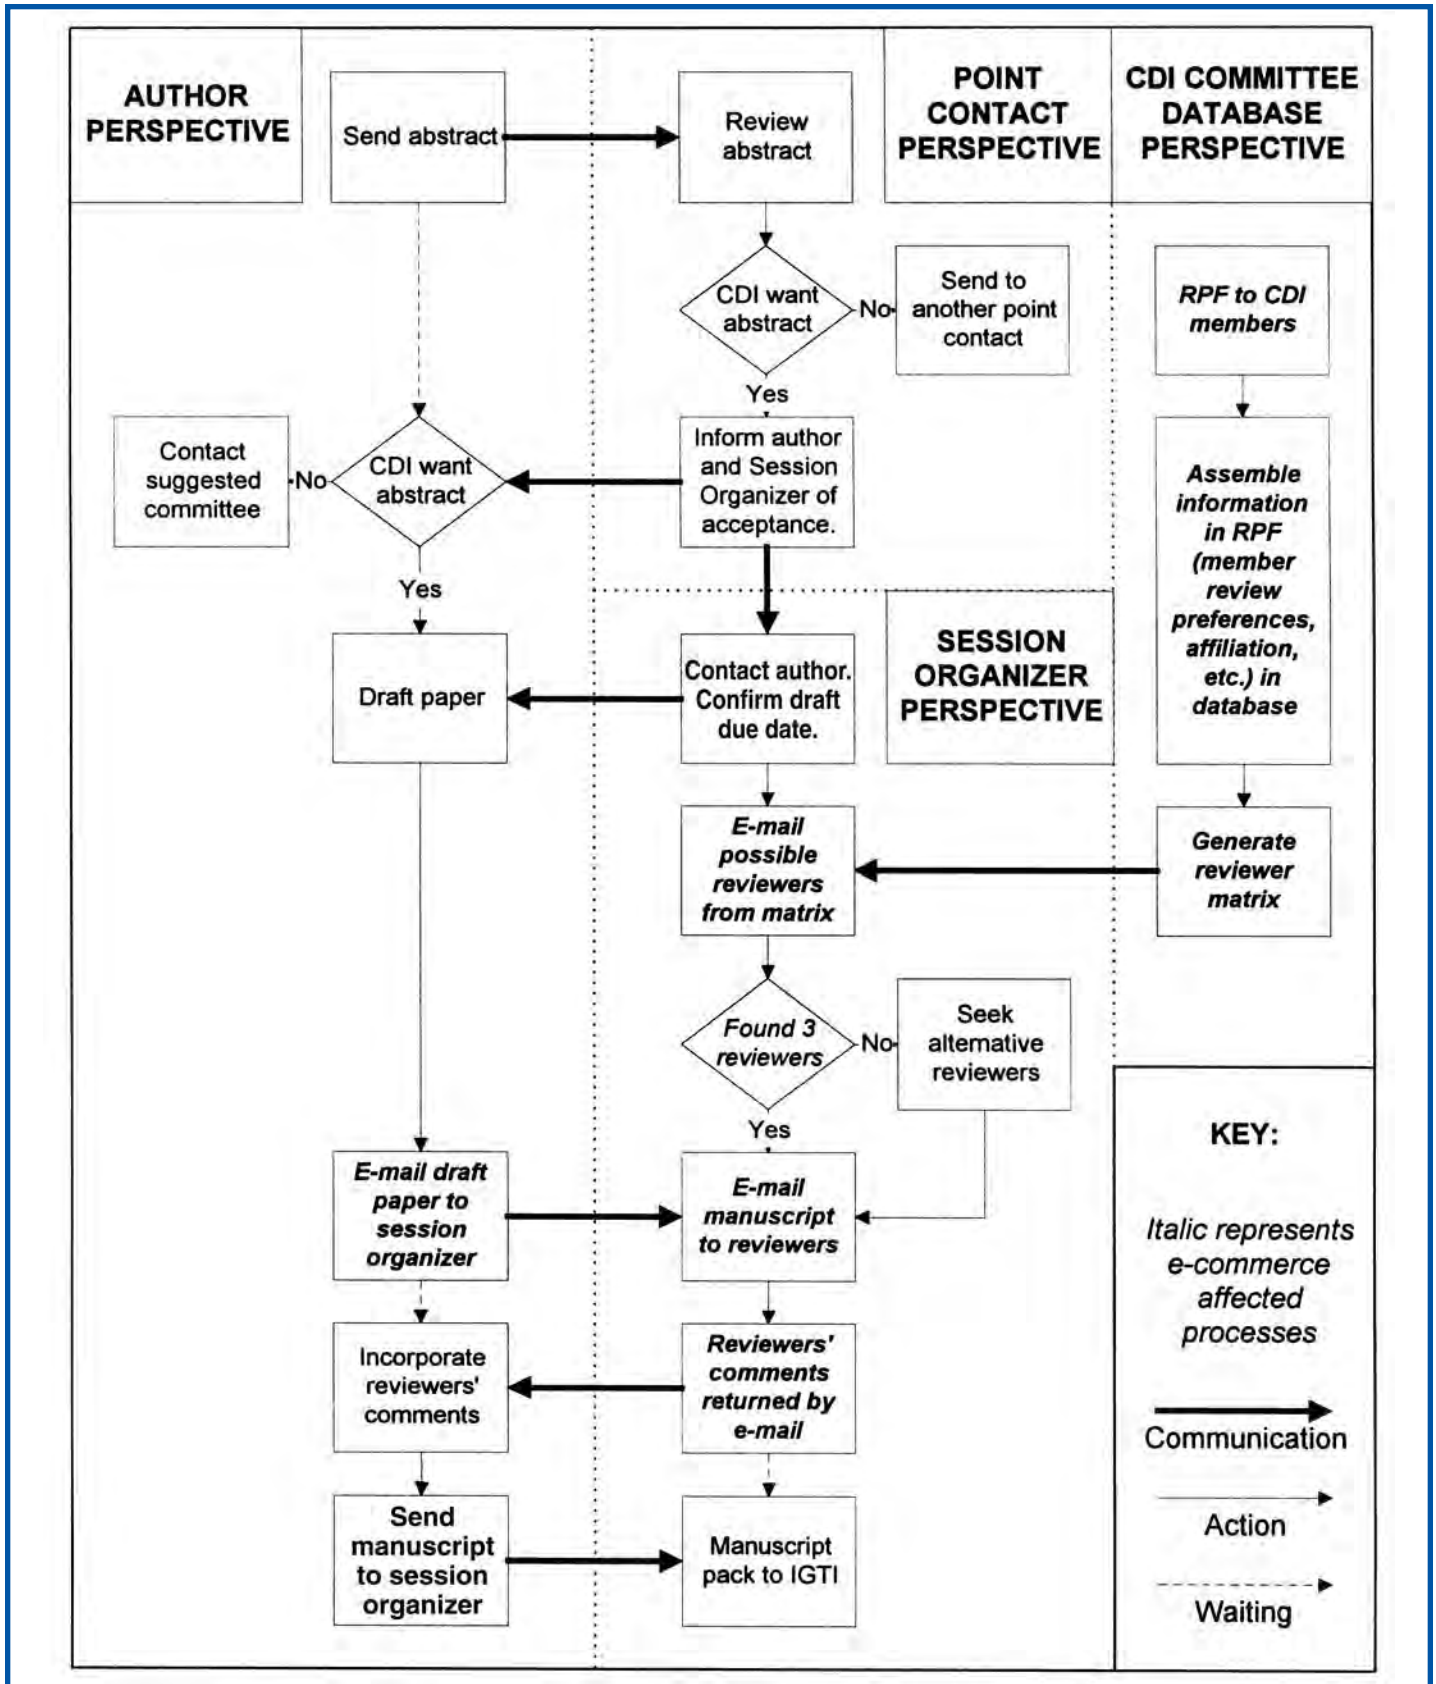 AUTHOR
PERSPECTIVE
Send abstract
Review
abstract
POINT
CONTACT
PERSPECTIVE
CDI COMMITTEE
DATABASE
PERSPECTIVE
CDI want
abstract
No
Send to
another point
contact
RPF to CDI
members
Yes
Contact
suggested
committee
No
CDI want
abstract
Inform author
and Session
Organizer of
acceptance.
Assemble
information
in RPF
(member
review
preferences,
affiliation,
etc.) in
database
Yes
Draft paper
Contact author.
Confirm draft
due date.
SESSION
ORGANIZER
PERSPECTIVE
E-mail
possible
reviewers
from matrix
Generate
reviewer
matrix
Found 3
reviewers
No
Seek
alternative
reviewers
Yes
E-mail draft
paper to
session
organizer
E-mail
manuscript
to reviewers
Incorporate
reviewers'
comments
Reviewers'
comments
returned by
e-mail
Send
manuscript
to session
organizer
Manuscript
pack to IGTI
KEY:
Italic represents
e-commerce
affected
processes
Communication
Action
Waiting